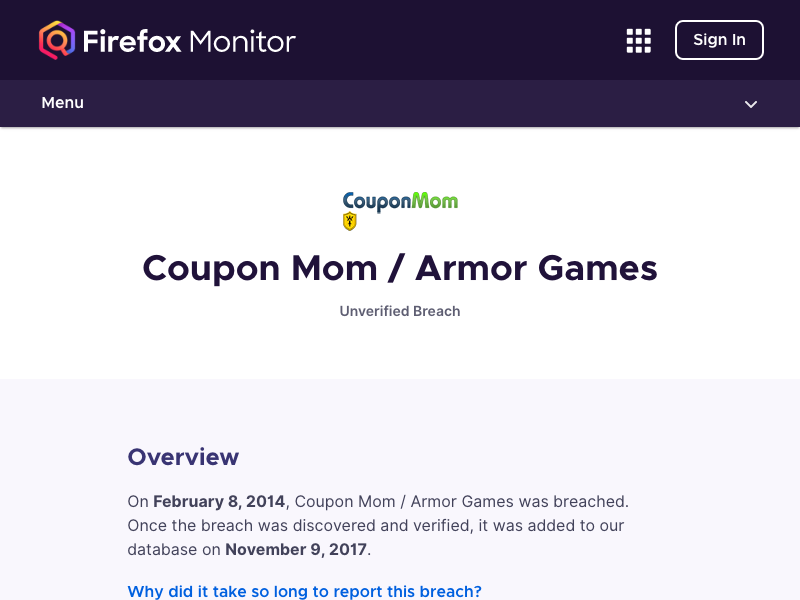 Firefox Monitor
Sign In
Menu
CouponMom
Coupon Mom / Armor Games
Unverified Breach
Overview
On February 8, 2014, Coupon Mom / Armor Games was breached.
Once the breach was discovered and verified, it was added to our
database on November 9, 2017.
Why did it take so long to report this breach?